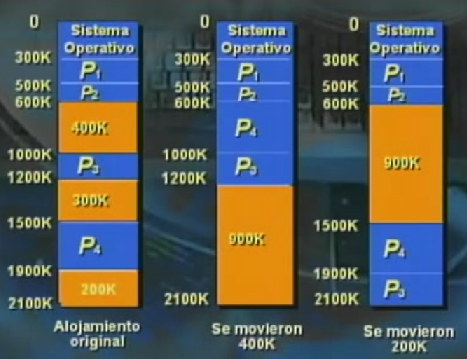 0
Sistema
Operativo
300K
P1
500K
P2
600K
400K
1000K
P3
1200K
300K
1500K
P4
1900K
200K
2100K
Alojamiento
original
0
Sistema
Operativo
300K
P1
500K
P2
600K
P4
1000K
P3
1200K
900K
2100K
Se movieron
400K
0
Sistema
Operativo
300K
P1
500K
P2
600K
900K
1500K
P4
1900K
P3
2100K
Se movieron
200K